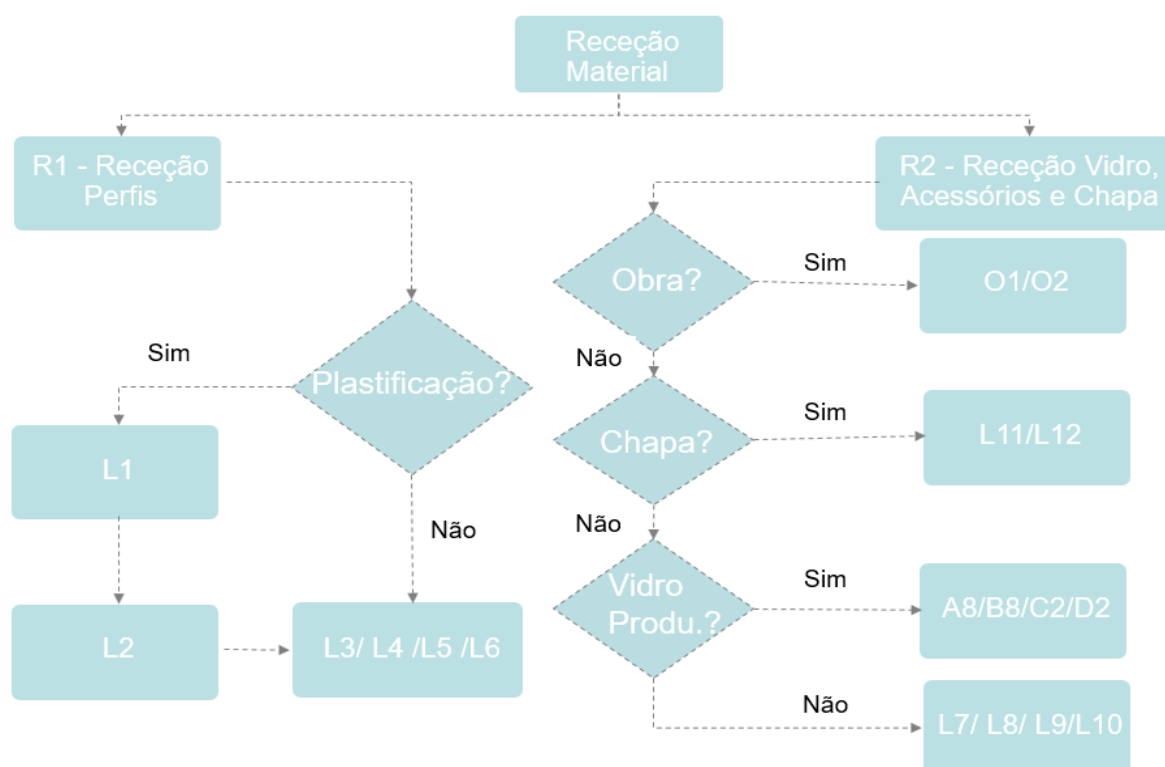 Receção
Material
R1 - Receção
Perfis
R2 - Receção Vidro,
Acessórios e Chapa
Obra?
Sim
O1/O2
Não
Sim
Plastificação?
Chapa?
Sim
L11/L12
L1
Não
Não
Vidro
Produ.?
Sim
A8/B8/C2/D2
L2
L3/ L4 /L5 /L6
Não
L7/ L8/ L9/L10